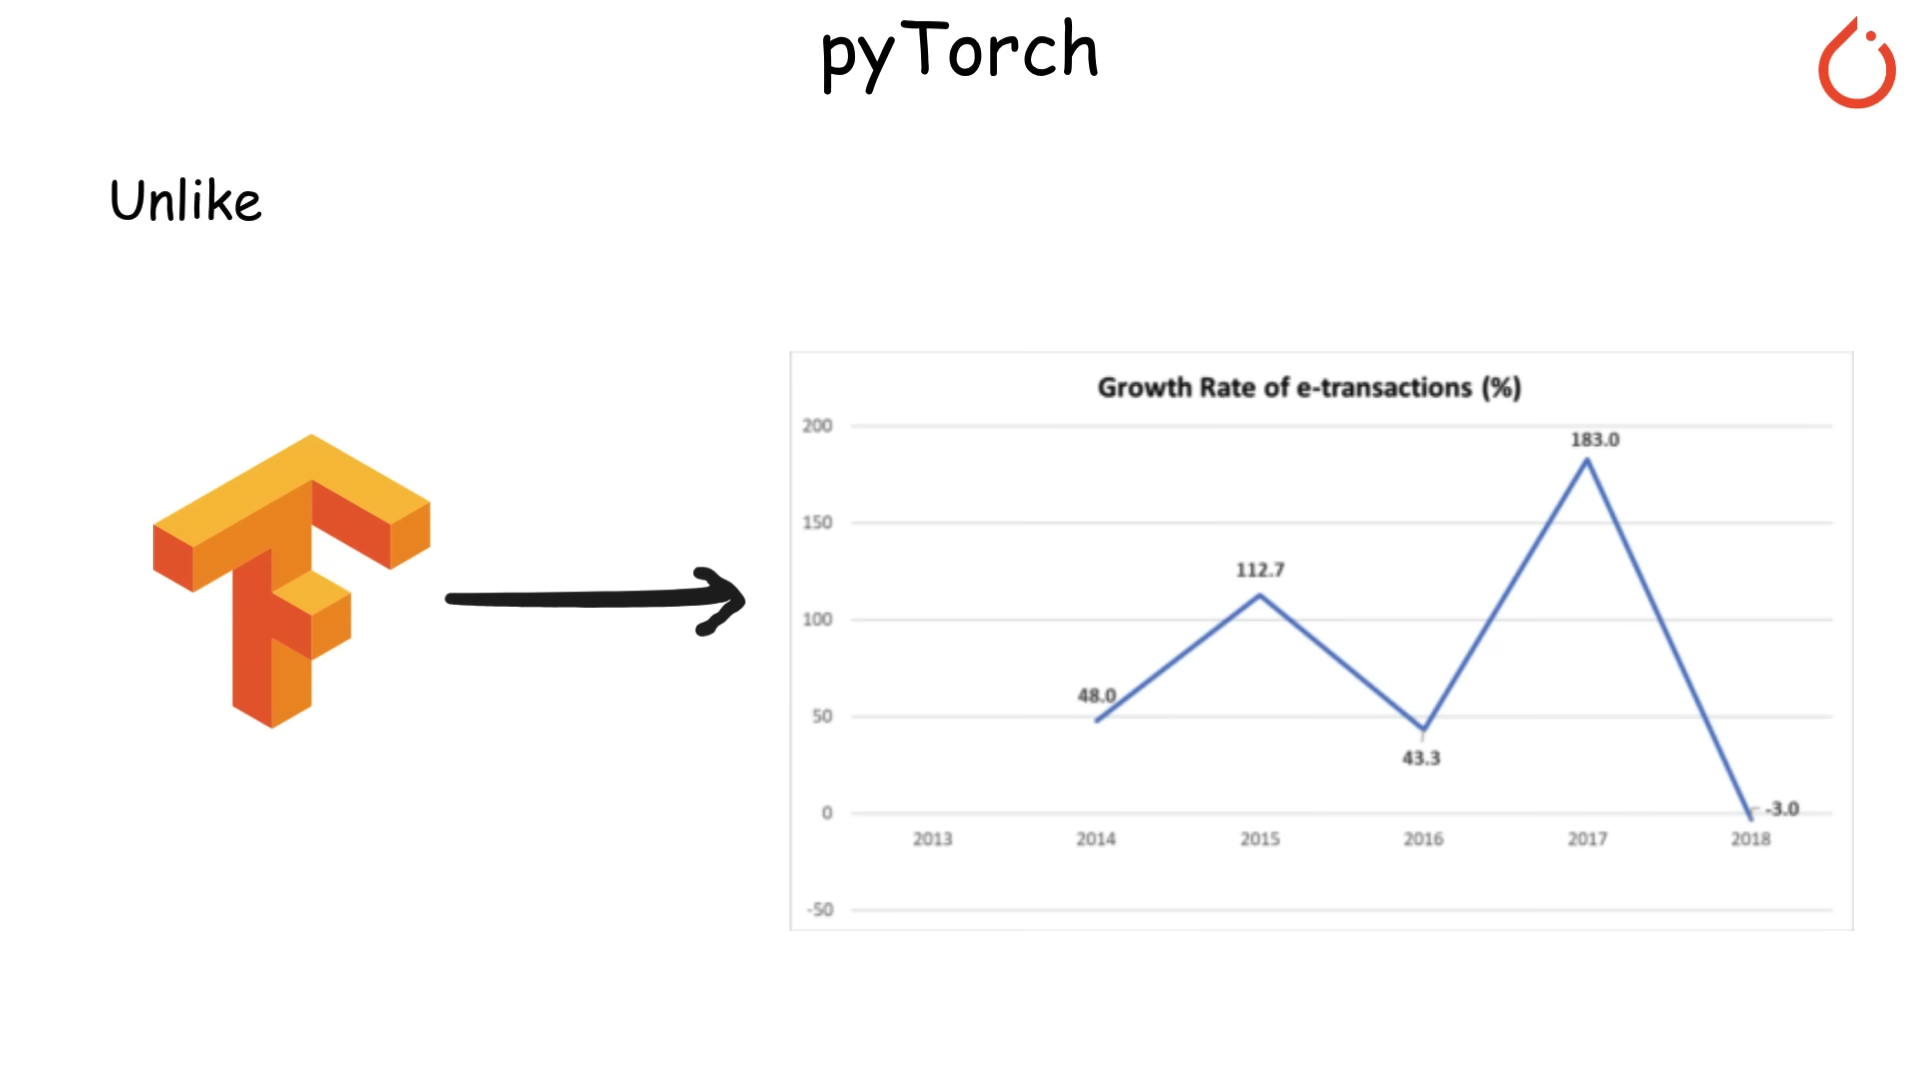 pyTorch
Unlike
Growth Rate of e-transactions (%)
200
183.0
150
112.7
100
48.0
50
43.3
0
-3.0
2013 2014 2015 2016 2017 2018
-50